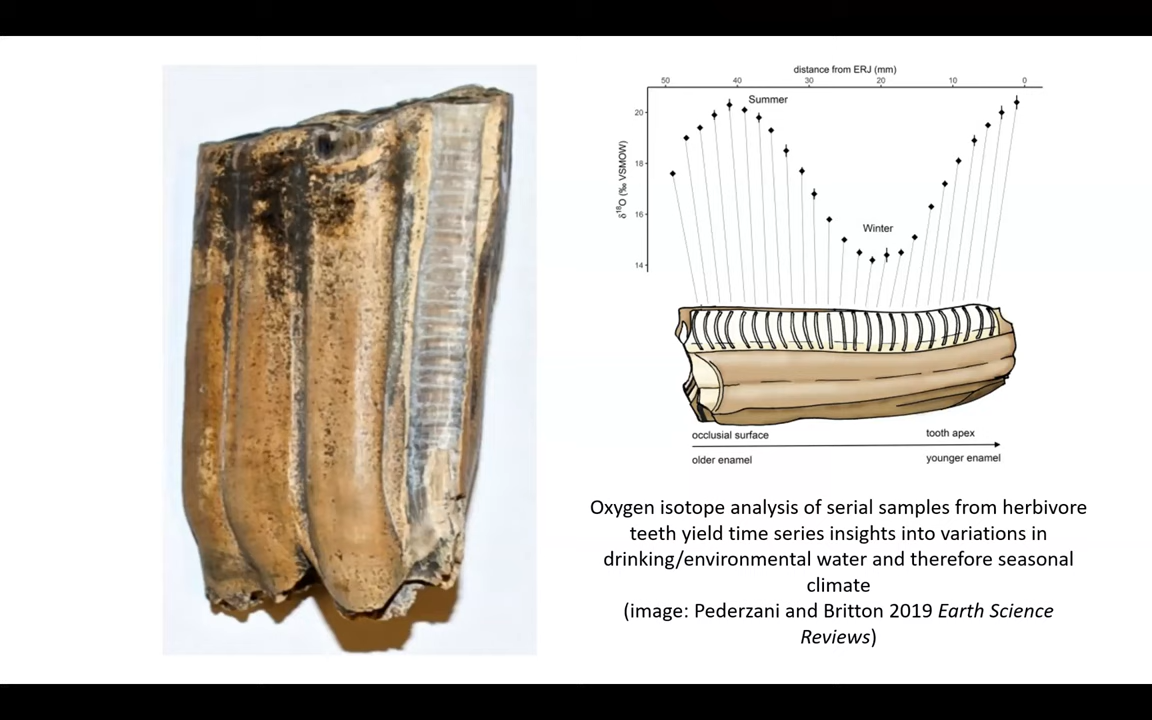 distance from ERJ (mm)
50 40 30 20 10 0
Summer
20
18
16
14
δ18O (‰ VSMOW)
Winter
occlusial surface
tooth apex
older enamel
younger enamel
Oxygen isotope analysis of serial samples from herbivore
teeth yield time series insights into variations in
drinking/environmental water and therefore seasonal
climate
(image: Pederzani and Britton 2019 Earth Science
Reviews)